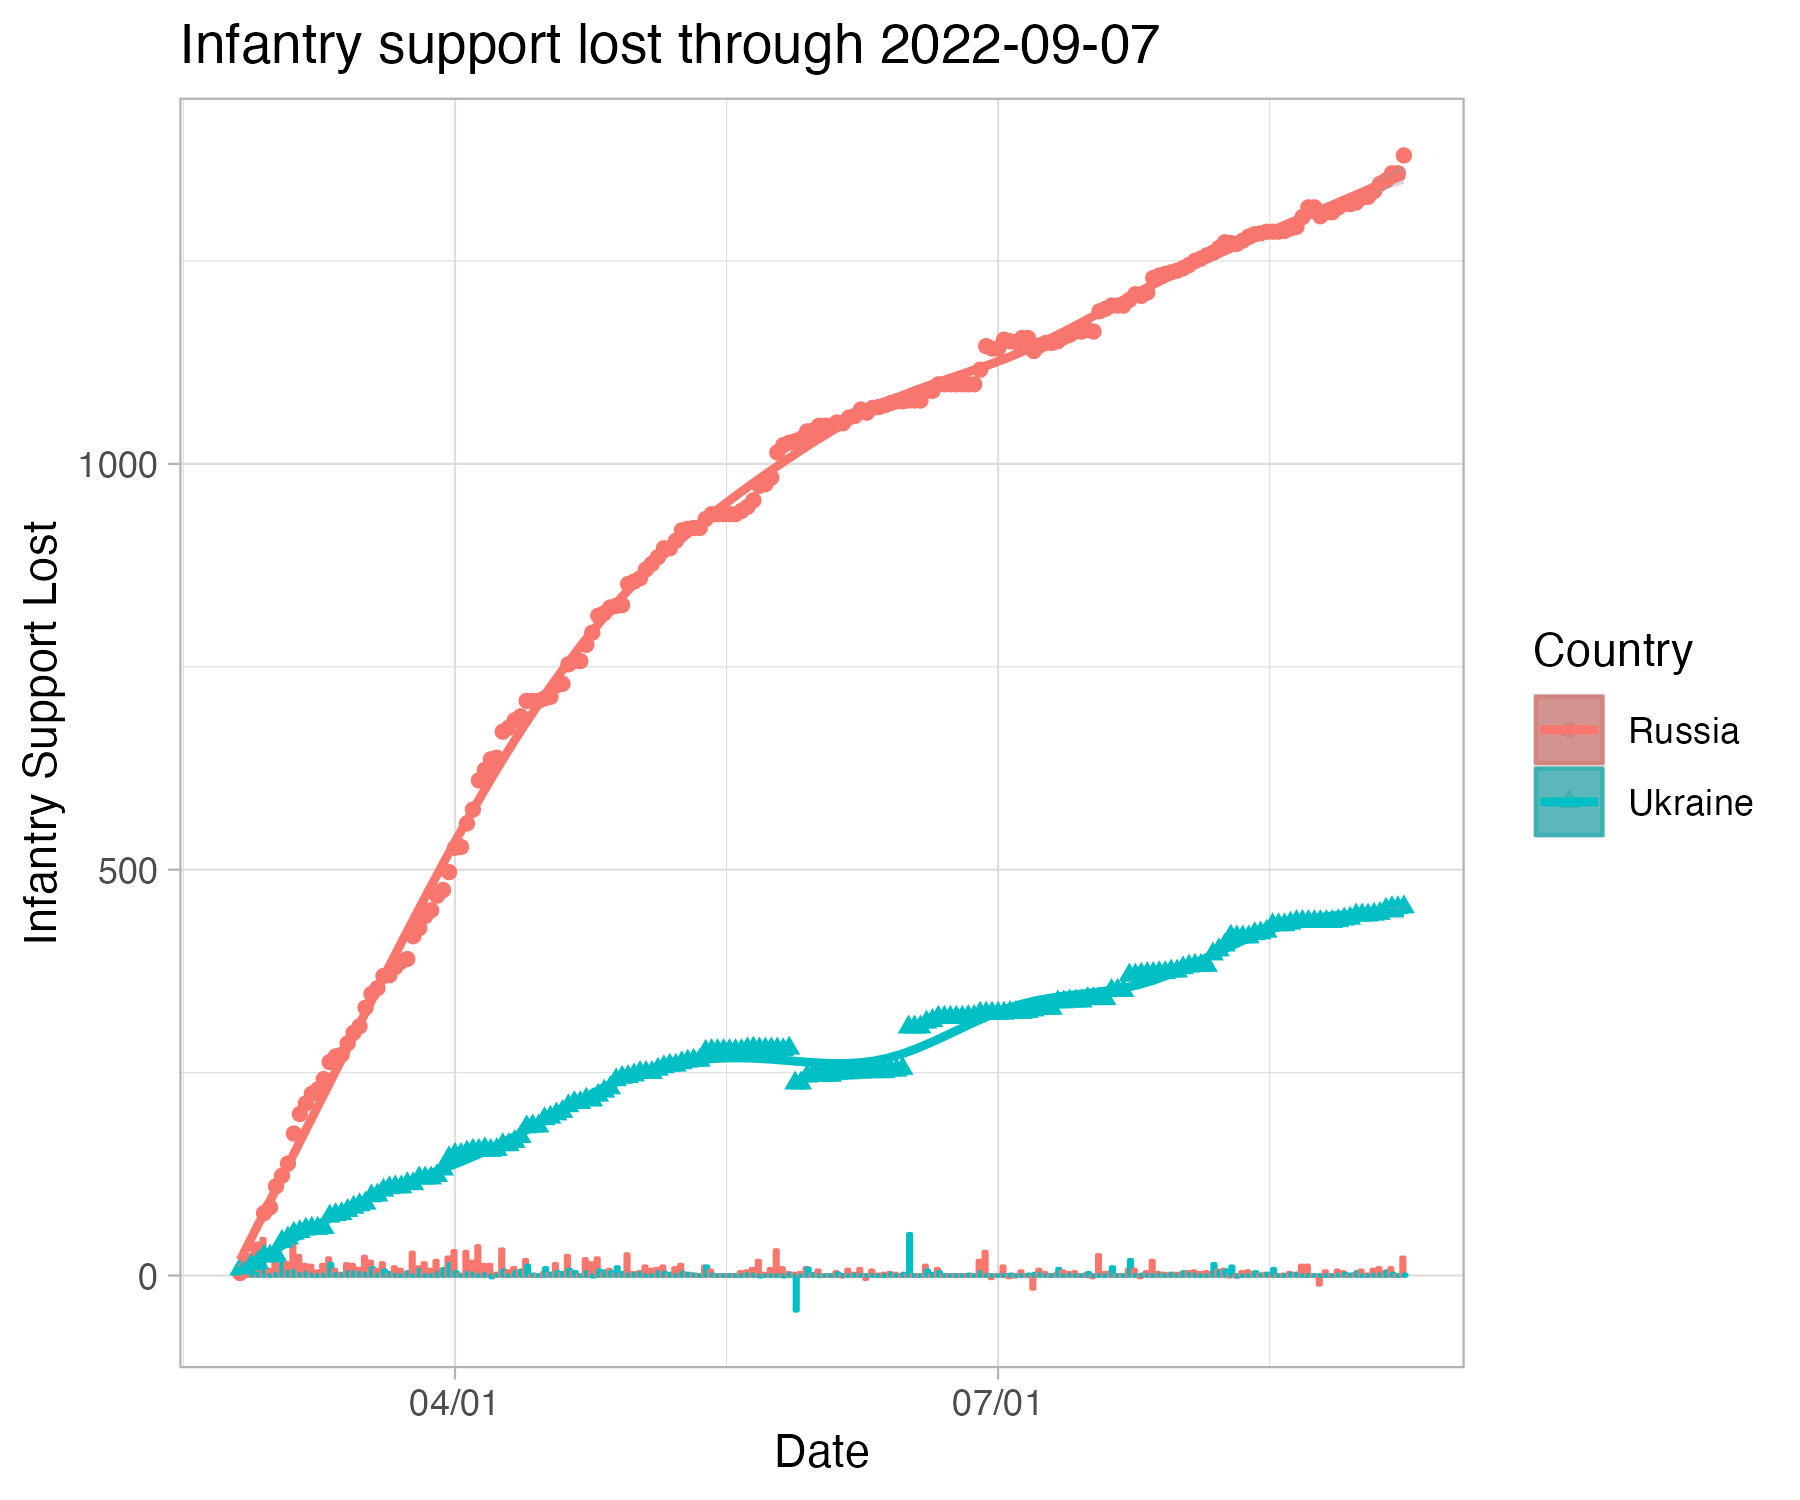 Infantry support lost through 2022-09-07
Infantry Support Lost
1000
500
0
04/01
07/01
Date
Country
Russia
Ukraine